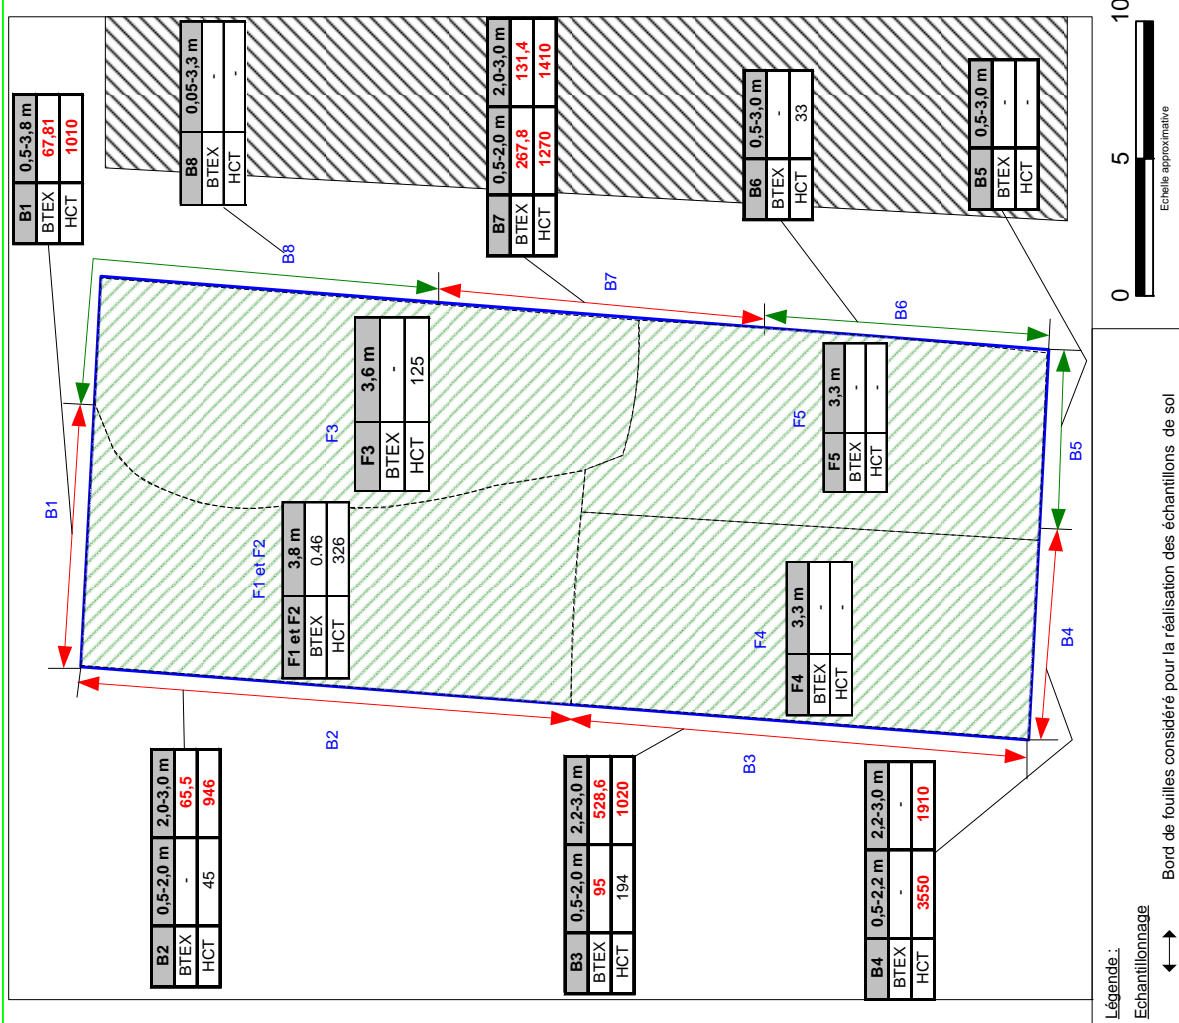 B1 0,5-3,8 m
BTEX 67,81
HCT 1010
B8 0,05-3,3 m
BTEX -
HCT -
B7 0,5-2,0 m 2,0-3,0 m
BTEX 267,8 131,4
HCT 1270 1410
B6 0,5-3,0 m
BTEX -
HCT 33
B5 0,5-3,0 m
BTEX -
HCT -
B1
B8
B7
B6
B5
B4
B3
B2
F3
F3 3,6 m
BTEX -
HCT 125
F1 et F2
F1 et F2 3,8 m
BTEX 0.46
HCT 326
F5
F5 3,3 m
BTEX -
HCT -
F4
F4 3,3 m
BTEX -
HCT -
B2 0,5-2,0 m 2,0-3,0 m
BTEX - 65,5
HCT 45 946
B3 0,5-2,0 m 2,2-3,0 m
BTEX 95 528,6
HCT 194 1020
B4 0,5-2,2 m 2,2-3,0 m
BTEX - -
HCT 3550 1910
0 5 10
Echelle approximative
Légende :
Echantillonnage
Bord de fouilles considéré pour la réalisation des échantillons de sol